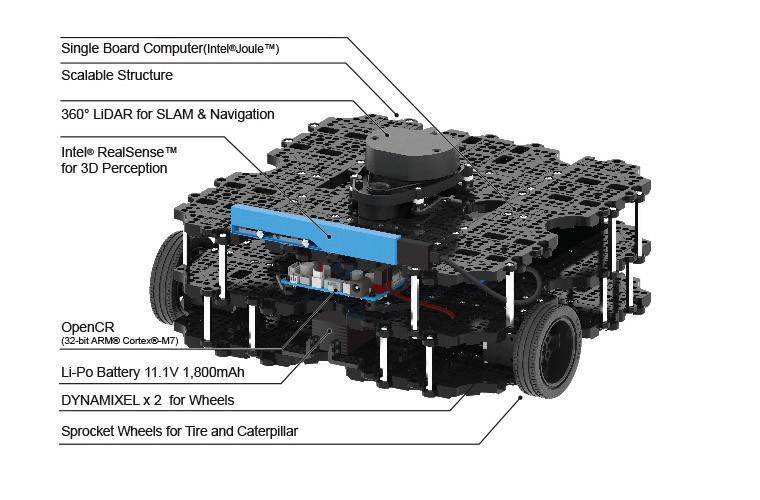 Single Board Computer(Intel®Joule™)
Scalable Structure
360° LiDAR for SLAM & Navigation
Intel® RealSense™
for 3D Perception
OpenCR
(32-bit ARM® Cortex®-M7)
Li-Po Battery 11.1V 1,800mAh
DYNAMIXEL x 2 for Wheels
Sprocket Wheels for Tire and Caterpillar